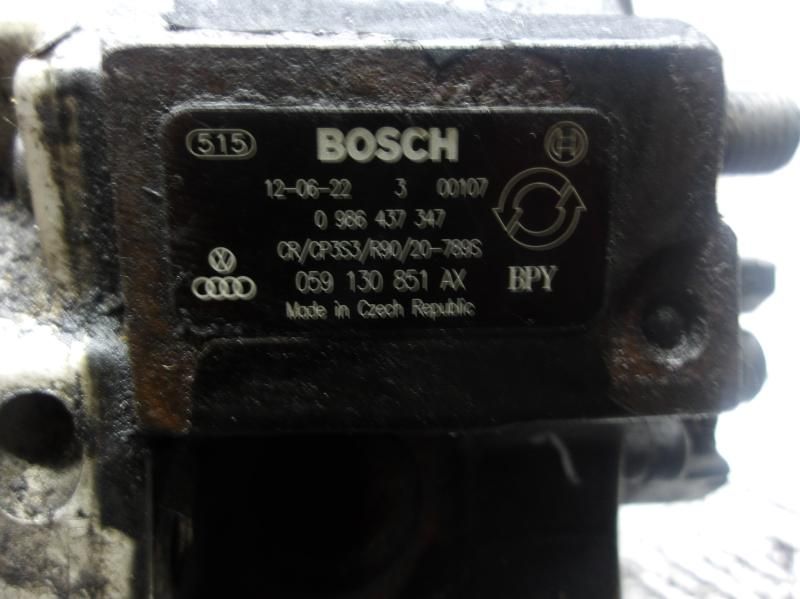 515 BOSCH
12-06-22 3 00107
0 986 437 347
CR/CP3S3/R90/20-789S
059 130 851 AX BPY
Made in Czech Republic